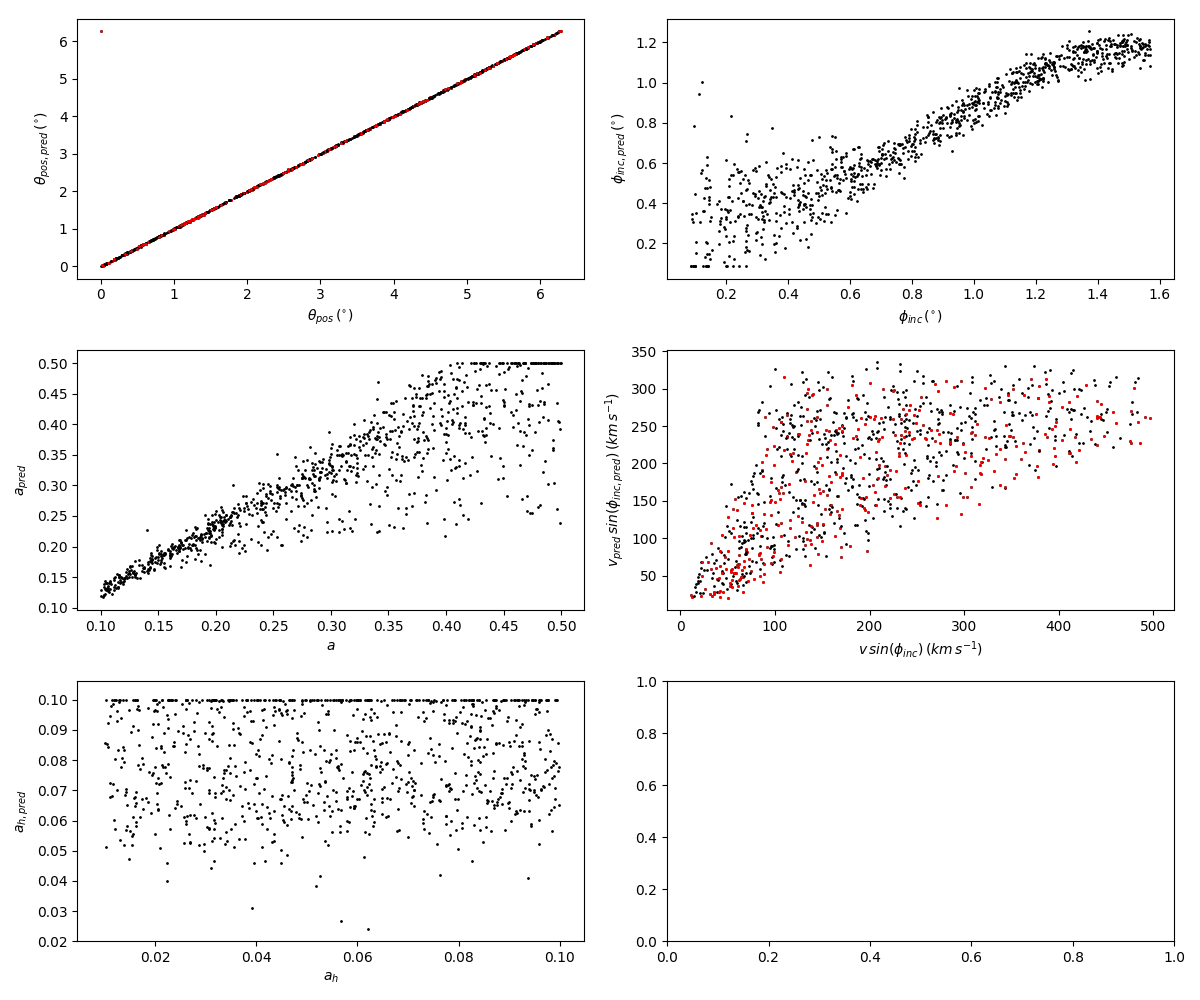 6
5
4
3
2
1
0
θ_{pos, pred} (°)
0 1 2 3 4 5 6
θ_{pos} (°)
1.2
1.0
0.8
0.6
0.4
0.2
ϕ_{inc, pred} (°)
0.2 0.4 0.6 0.8 1.0 1.2 1.4 1.6
ϕ_{inc} (°)
0.50
0.45
0.40
0.35
0.30
0.25
0.20
0.15
0.10
a_{pred}
0.10 0.15 0.20 0.25 0.30 0.35 0.40 0.45 0.50
a
350
300
250
200
150
100
50
v_{pred} sin(ϕ_{inc, pred}) (km s^{−1})
0 100 200 300 400 500
v sin(ϕ_{inc}) (km s^{−1})
0.10
0.09
0.08
0.07
0.06
0.05
0.04
0.03
0.02
a_{h, pred}
0.02 0.04 0.06 0.08 0.10
a_h
1.0
0.8
0.6
0.4
0.2
0.0
0.0 0.2 0.4 0.6 0.8 1.0